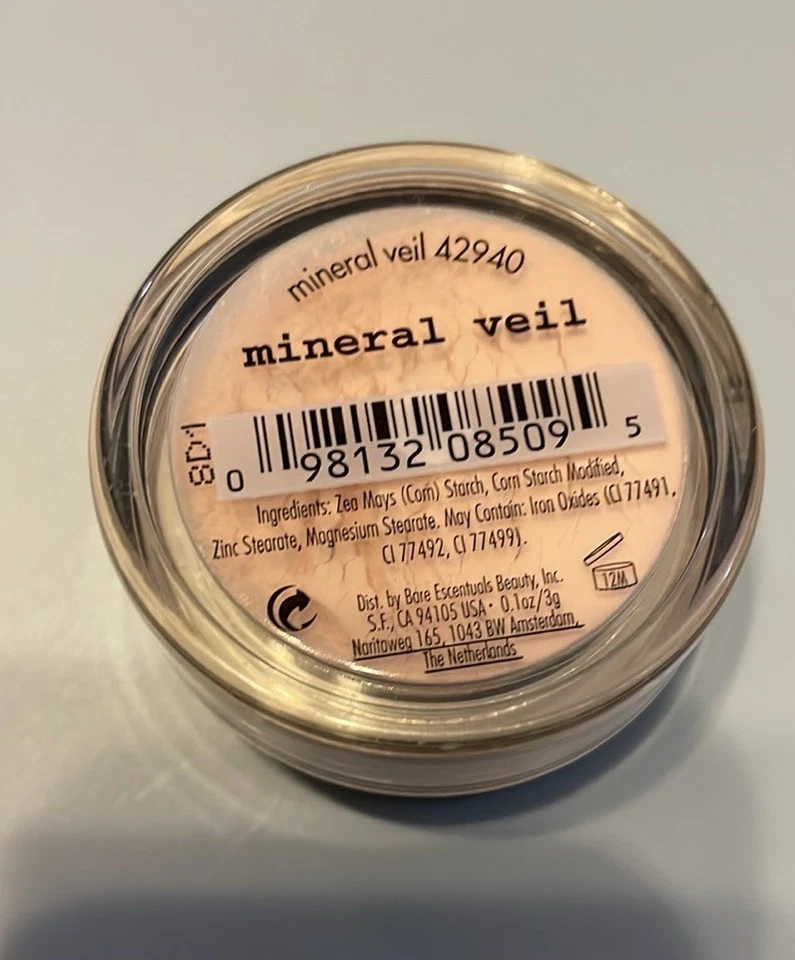 mineral veil 42940
mineral veil
8D1
0 98132 08509 5
Ingredients: Zea Mays (Corn) Starch, Corn Starch Modified,
Zinc Stearate, Magnesium Stearate. May Contain: Iron Oxides (CI 77491,
CI 77492, CI 77499).
12M
Dist. by Bare Escentuals Beauty, Inc.
S.F., CA 94105 USA · 0.1oz/3g
Naritaweg 165, 1043 BW Amsterdam,
The Netherlands